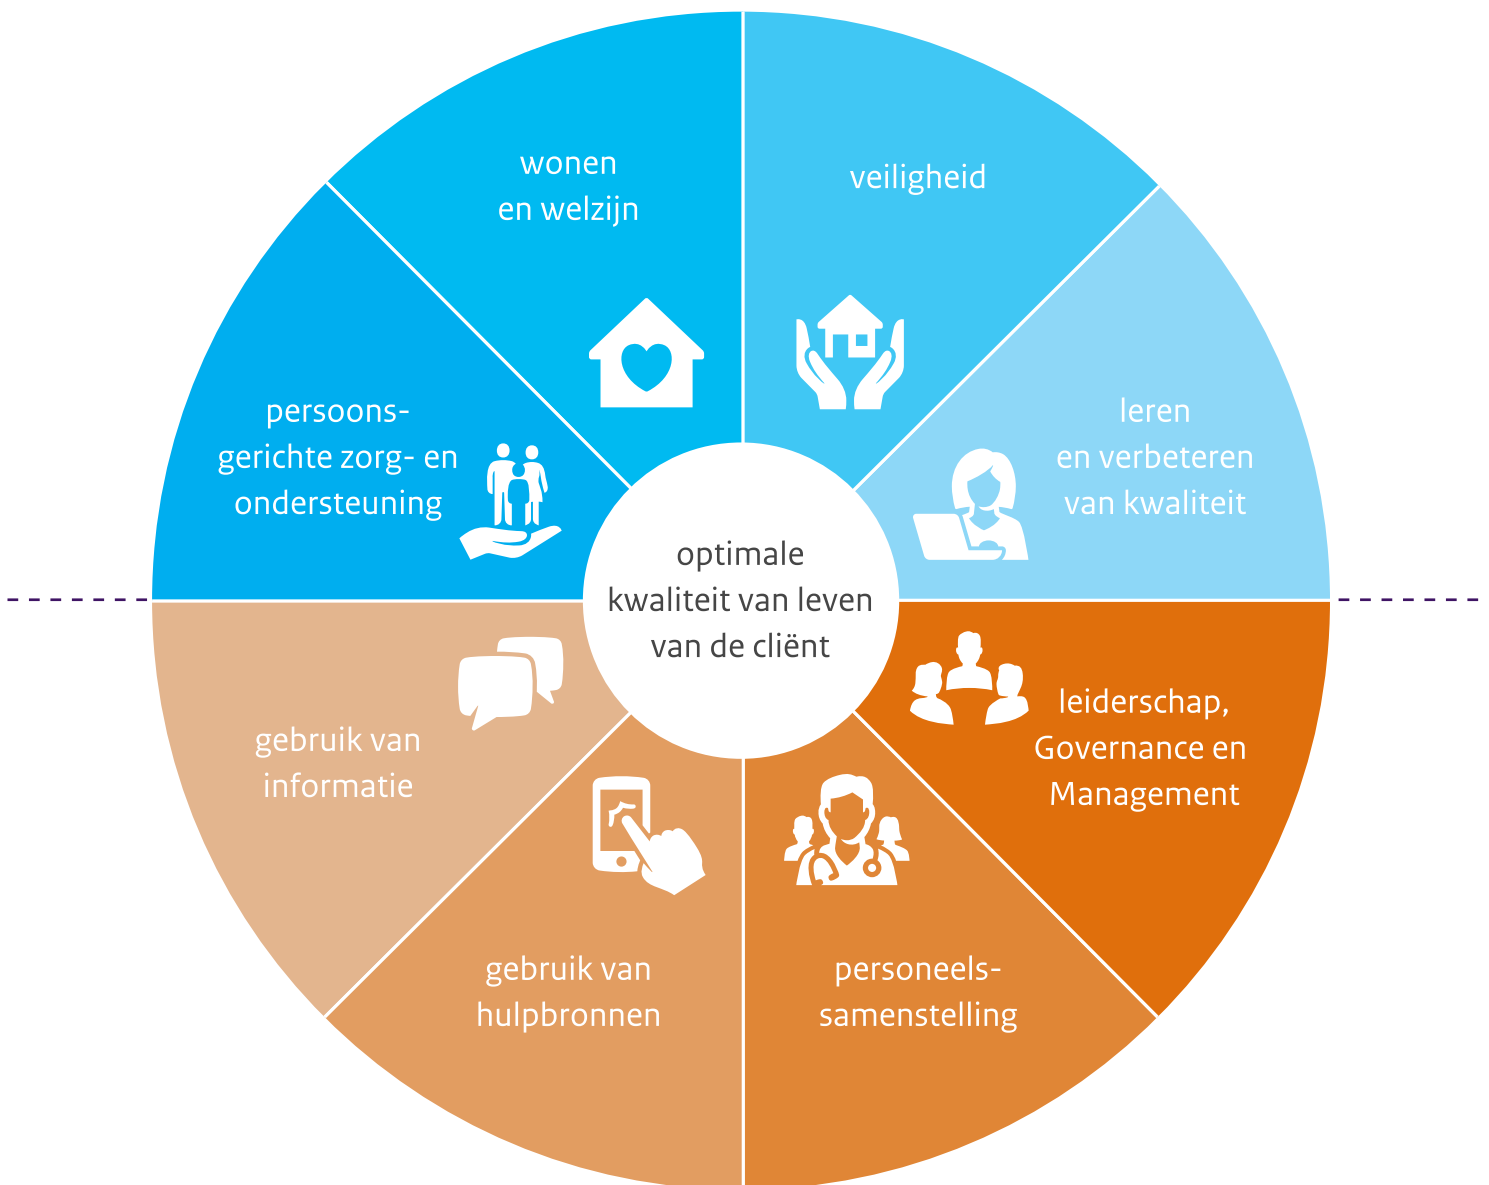 wonen
en welzijn
veiligheid
persoons-
gerichte zorg- en
ondersteuning
leren
en verbeteren
van kwaliteit
optimale
kwaliteit van leven
van de cliënt
gebruik van
informatie
leiderschap,
Governance en
Management
gebruik van
hulpbronnen
personeels-
samenstelling